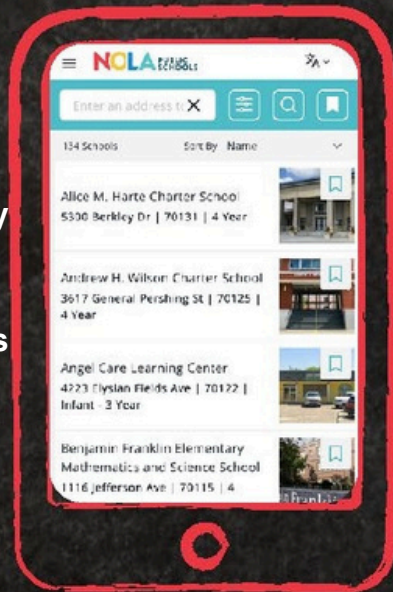 NOLA PUBLIC SCHOOLS
Enter an address t
134 Schools Sort By Name
Alice M. Harte Charter School
5300 Berkley Dr | 70131 | 4 Year
Andrew H. Wilson Charter School
3617 General Pershing St | 70125 |
4 Year
Angel Care Learning Center
4223 Elysian Fields Ave | 70122 |
Infant - 3 Year
Benjamin Franklin Elementary
Mathematics and Science School
1116 Jefferson Ave | 70115 | 4
Franklin
y
s